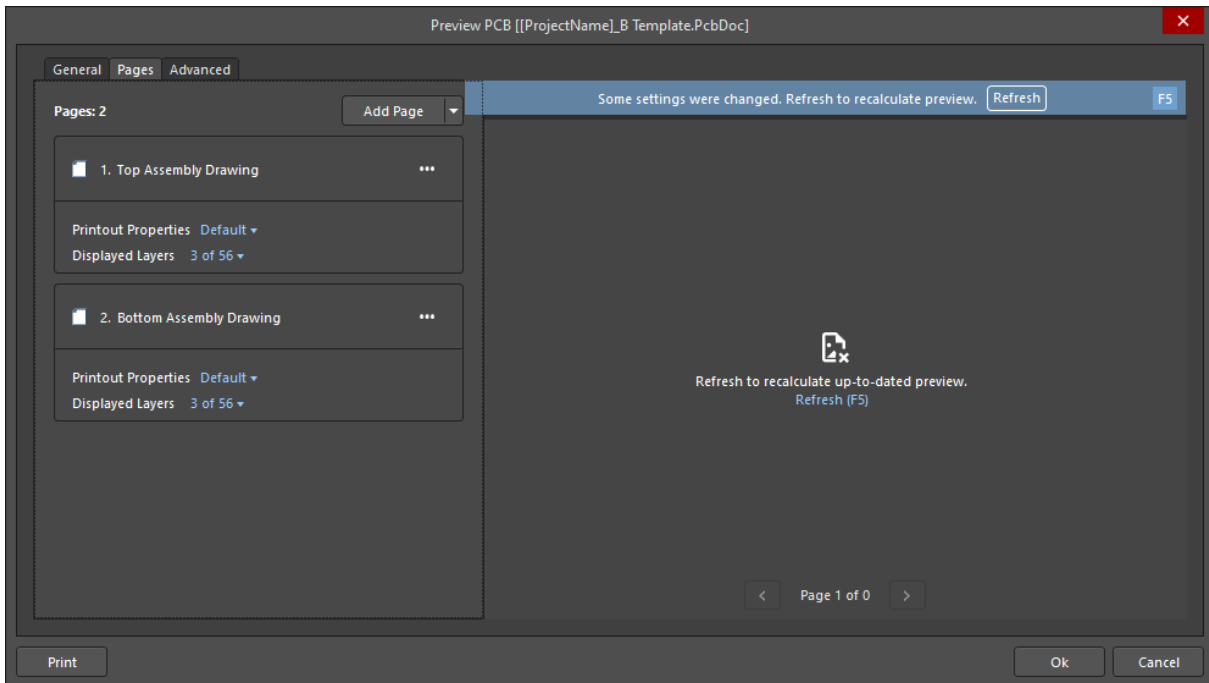 Preview PCB [[ProjectName]_B Template.PcbDoc]
General Pages Advanced
Pages: 2
Add Page
Some settings were changed. Refresh to recalculate preview. Refresh F5
1. Top Assembly Drawing
Printout Properties Default
Displayed Layers 3 of 56
2. Bottom Assembly Drawing
Printout Properties Default
Displayed Layers 3 of 56
Refresh to recalculate up-to-dated preview.
Refresh (F5)
< Page 1 of 0 >
Print Ok Cancel